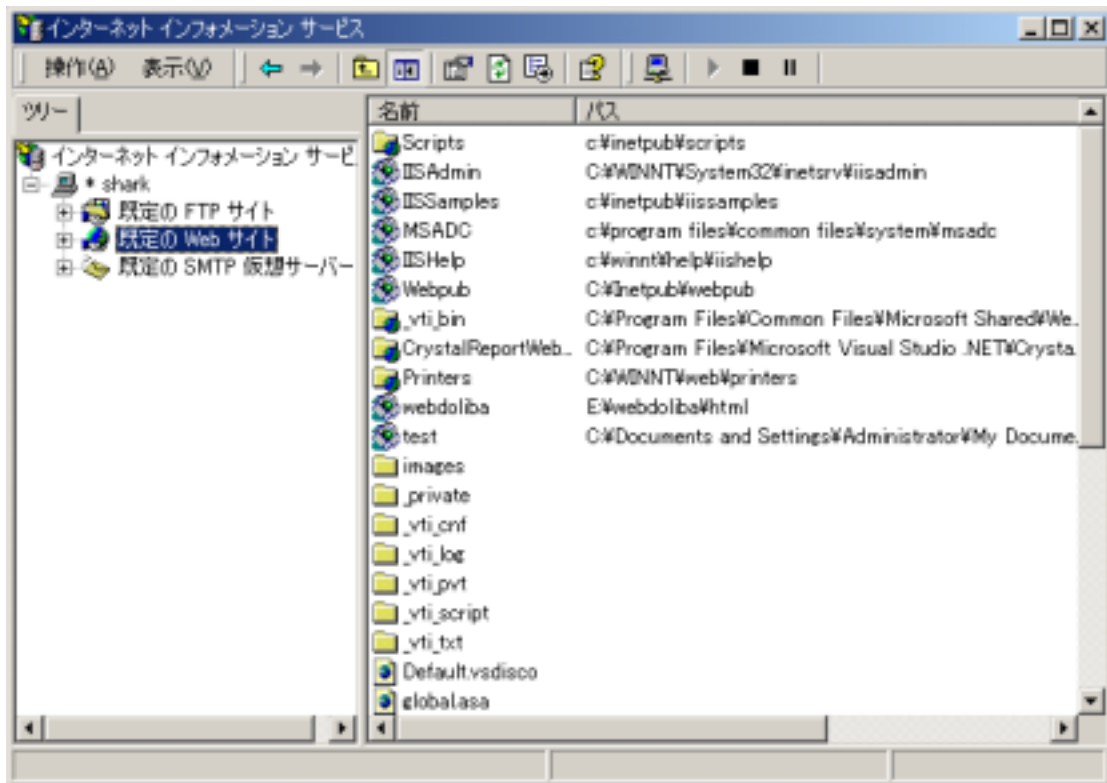 インターネット インフォメーション サービス
操作(A) 表示(V)
ツリー
インターネット インフォメーション サービ
* shark
既定の FTP サイト
既定の Web サイト
既定の SMTP 仮想サーバー
名前 パス
Scripts c:¥inetpub¥scripts
IISAdmin C:¥WINNT¥System32¥inetsrv¥iisadmin
IISSamples c:¥inetpub¥iissamples
MSADC c:¥program files¥common files¥system¥msadc
IISHelp c:¥winnt¥help¥iishelp
Webpub C:¥Inetpub¥webpub
_vti_bin C:¥Program Files¥Common Files¥Microsoft Shared¥We...
CrystalReportWeb... C:¥Program Files¥Microsoft Visual Studio .NET¥Crysta
Printers C:¥WINNT¥web¥printers
webdoliba E:¥webdoliba¥html
test C:¥Documents and Settings¥Administrator¥My Docume...
images
_private
_vti_cnf
_vti_log
_vti_pvt
_vti_script
_vti_txt
Default.vsdisco
global.asa